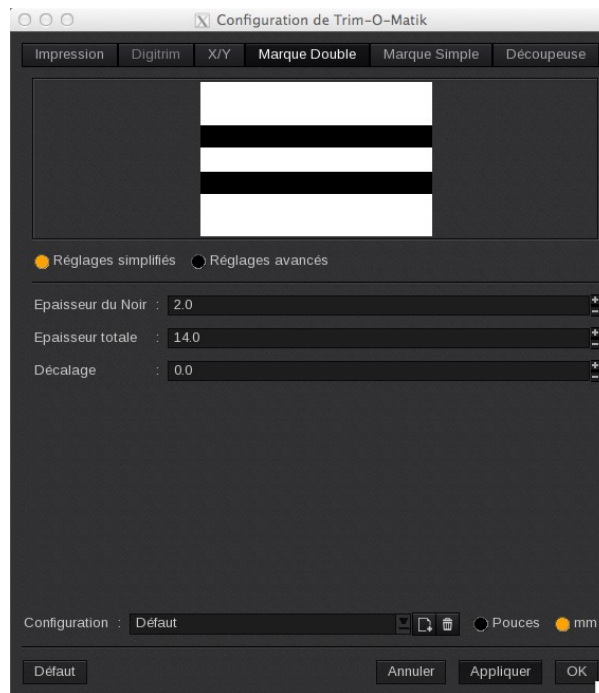 Configuration de Trim-O-Matik
Impression Digitrim X/Y Marque Double Marque Simple Découpeuse
Réglages simplifiés Réglages avancés
Epaisseur du Noir : 2.0
Epaisseur totale : 14.0
Décalage : 0.0
Configuration : Défaut Pouces mm
Défaut Annuler Appliquer OK